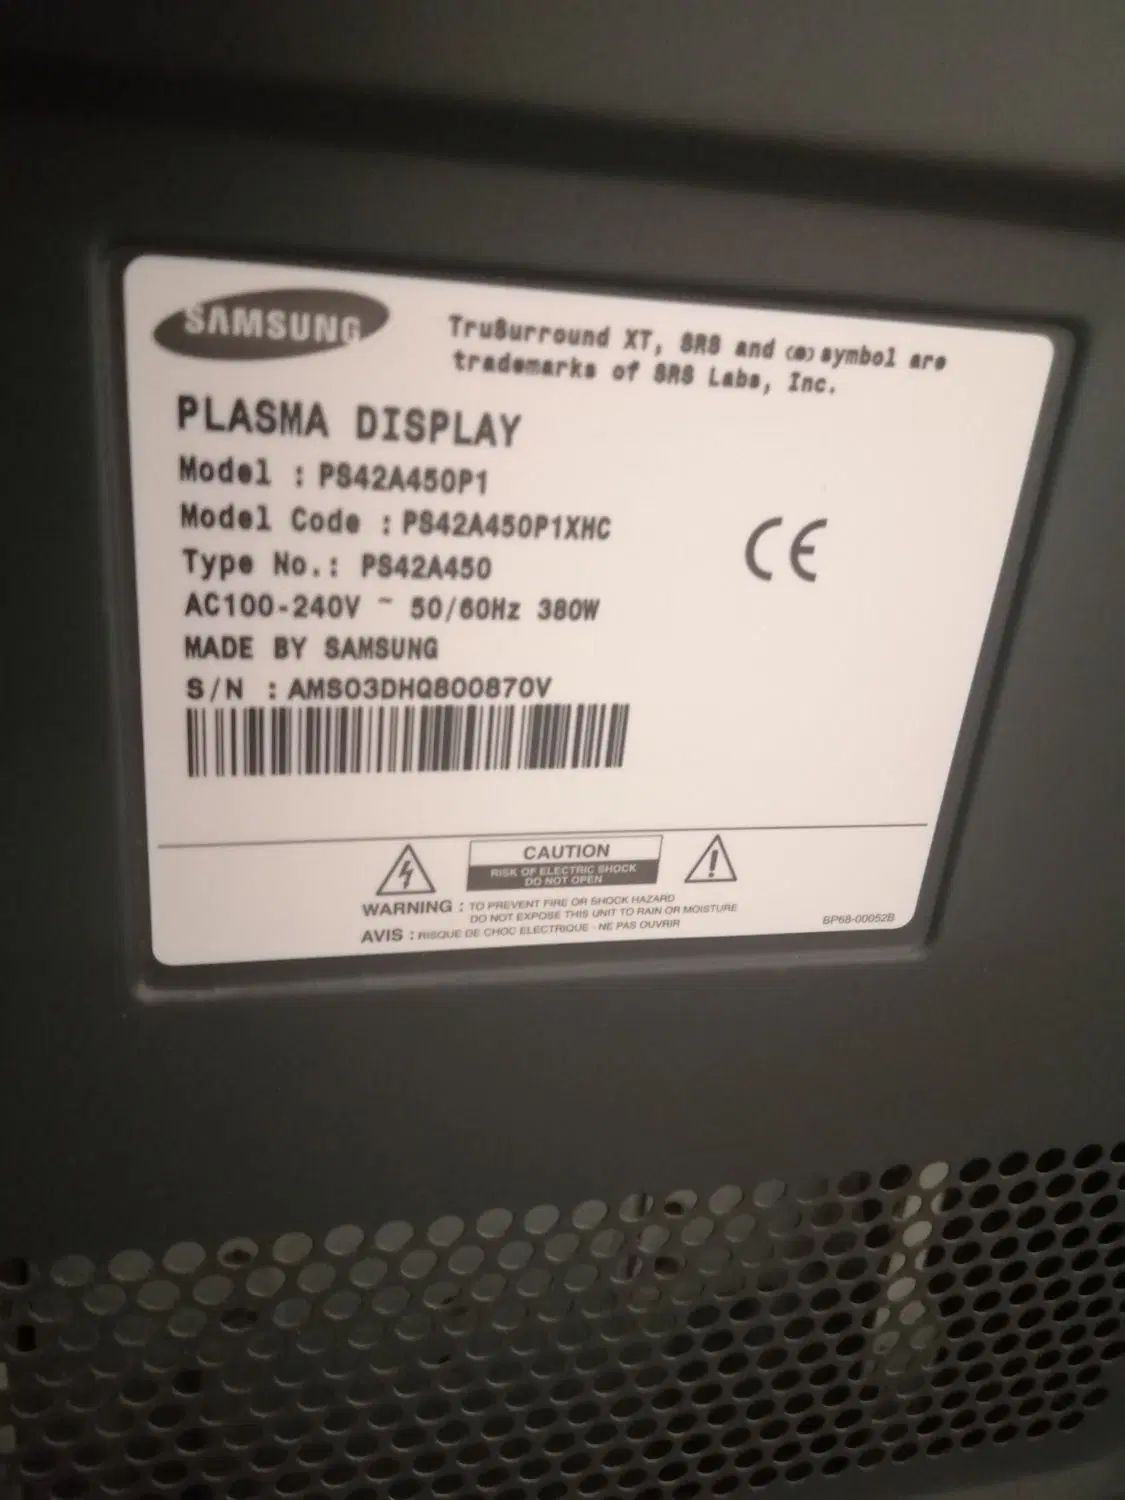 SAMSUNG
TruSurround XT, SRS and (●) symbol are
trademarks of SRS Labs, Inc.
PLASMA DISPLAY
Model : PS42A450P1
Model Code : PS42A450P1XHC
Type No.: PS42A450
AC100-240V ~ 50/60Hz 380W
MADE BY SAMSUNG
S/N : AMS03DHQ800870V
CE
CAUTION
RISK OF ELECTRIC SHOCK
DO NOT OPEN
WARNING : TO PREVENT FIRE OR SHOCK HAZARD
DO NOT EXPOSE THIS UNIT TO RAIN OR MOISTURE
AVIS : RISQUE DE CHOC ELECTRIQUE - NE PAS OUVRIR
BP68-00052B